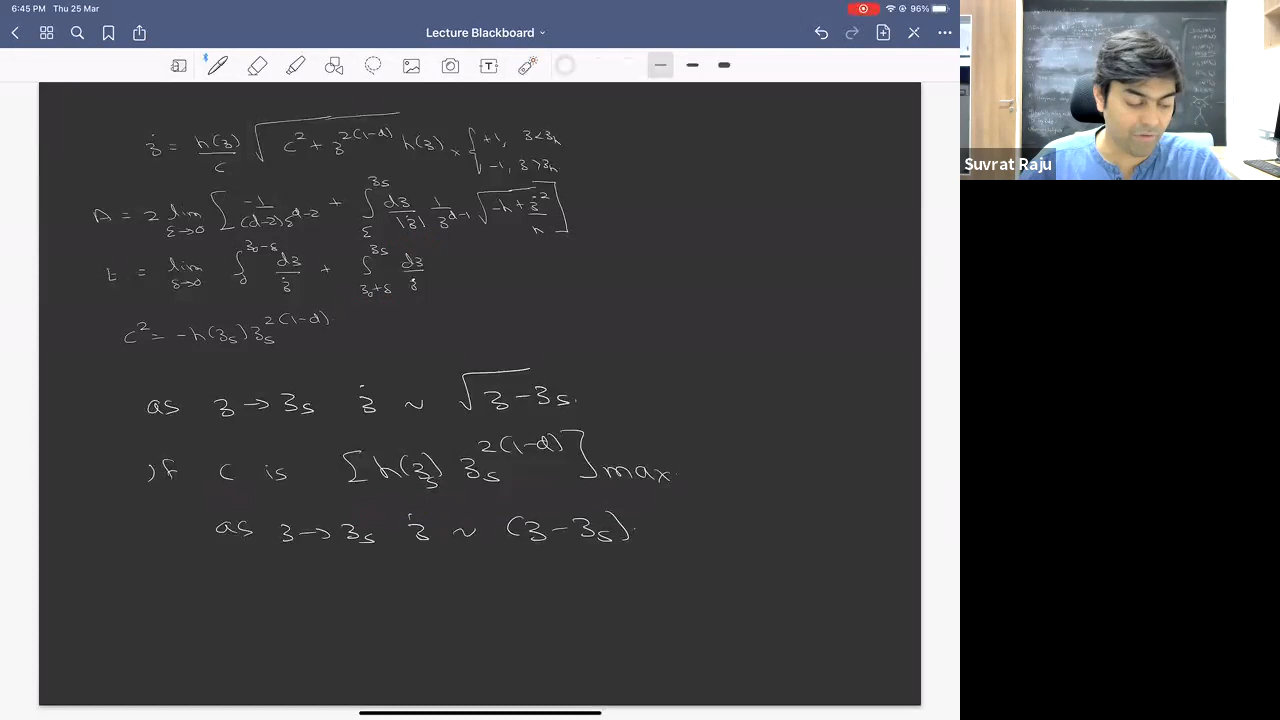 6:45 PM Thu 25 Mar
96%
Lecture Blackboard
ż = h(z)/c √(c² + z^{2(1-d)} h(z)) × { +1, z < z_h
-1, z > z_h
A = 2 lim_{ε→0} [ -1/((d-2)ε^{d-2}) + ∫_ε^{z_s} dz/|ż| 1/z^{d-1} √(-h + ż²/h) ]
t = lim_{δ→0} ∫_0^{z_0-δ} dz/ż + ∫_{z_0+δ}^{z_s} dz/ż
c² = -h(z_s) z_s^{2(1-d)}.
as z → z_s ż ~ √(z - z_s).
If c is [h(z_s) z_s^{2(1-d)}]_max.
as z → z_s ż ~ (z - z_s).
Suvrat Raju